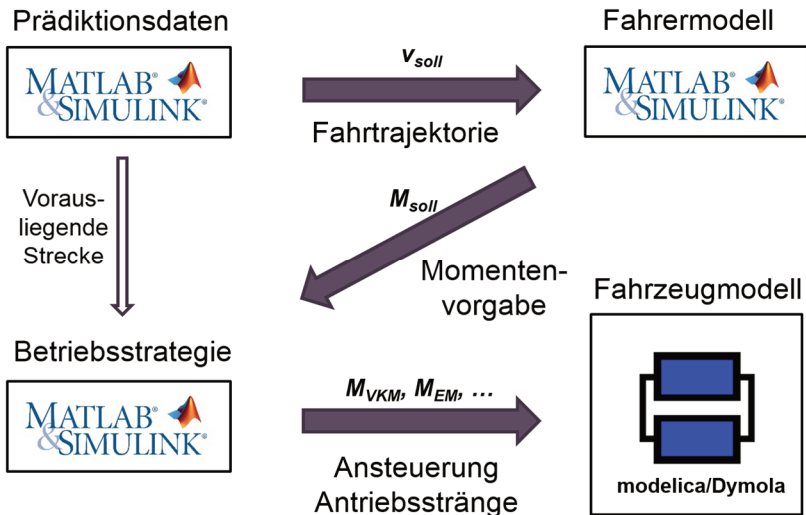 Prädiktionsdaten
MATLAB®
&SIMULINK®
v_soll
Fahrtrajektorie
Fahrermodell
MATLAB®
&SIMULINK®
Voraus-
liegende
Strecke
M_soll
Momenten-
vorgabe
Betriebsstrategie
MATLAB®
&SIMULINK®
M_VKM, M_EM, ...
Ansteuerung
Antriebsstränge
Fahrzeugmodell
modelica/Dymola